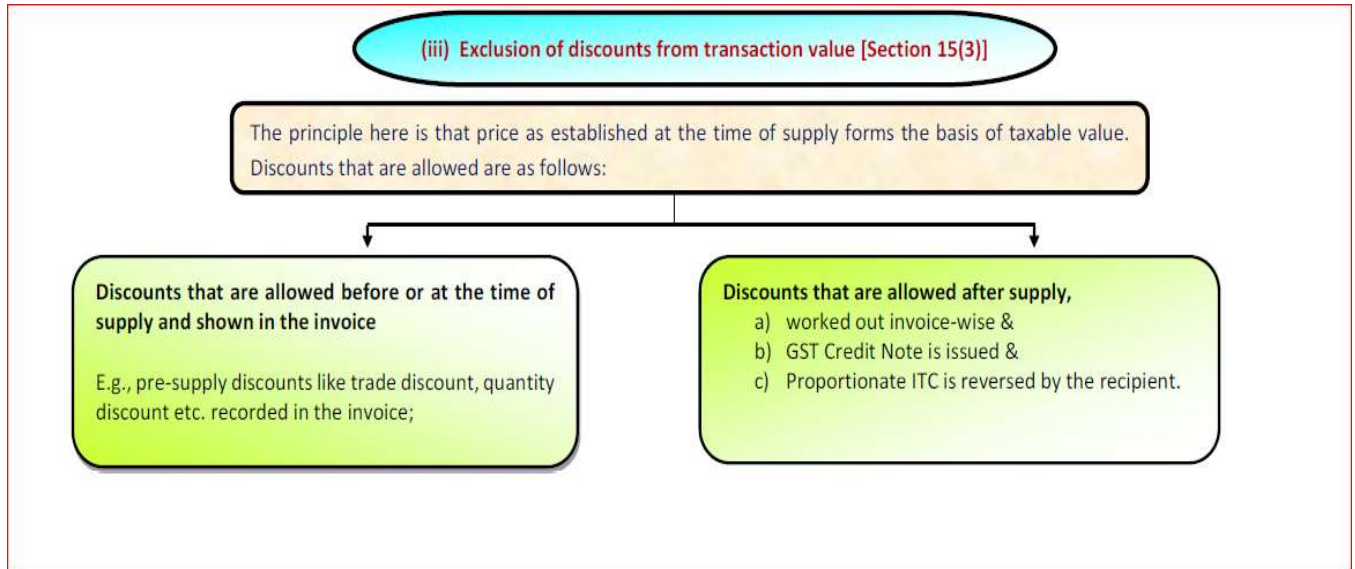 (iii) Exclusion of discounts from transaction value [Section 15(3)]
The principle here is that price as established at the time of supply forms the basis of taxable value.
Discounts that are allowed are as follows:
Discounts that are allowed before or at the time of
supply and shown in the invoice
E.g., pre-supply discounts like trade discount, quantity
discount etc. recorded in the invoice;
Discounts that are allowed after supply,
a) worked out invoice-wise &
b) GST Credit Note is issued &
c) Proportionate ITC is reversed by the recipient.